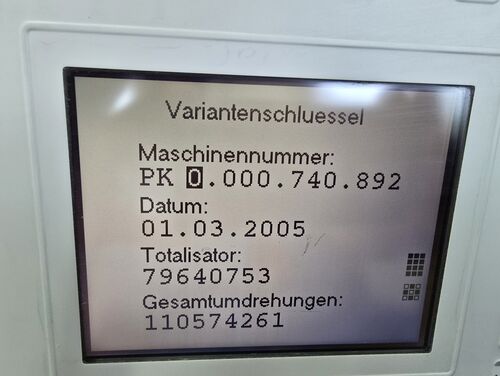 Variantenschluessel
Maschinennummer:
PK 0.000.740.892
Datum:
01.03.2005
Totalisator:
79640753
Gesamtumdrehungen:
110574261